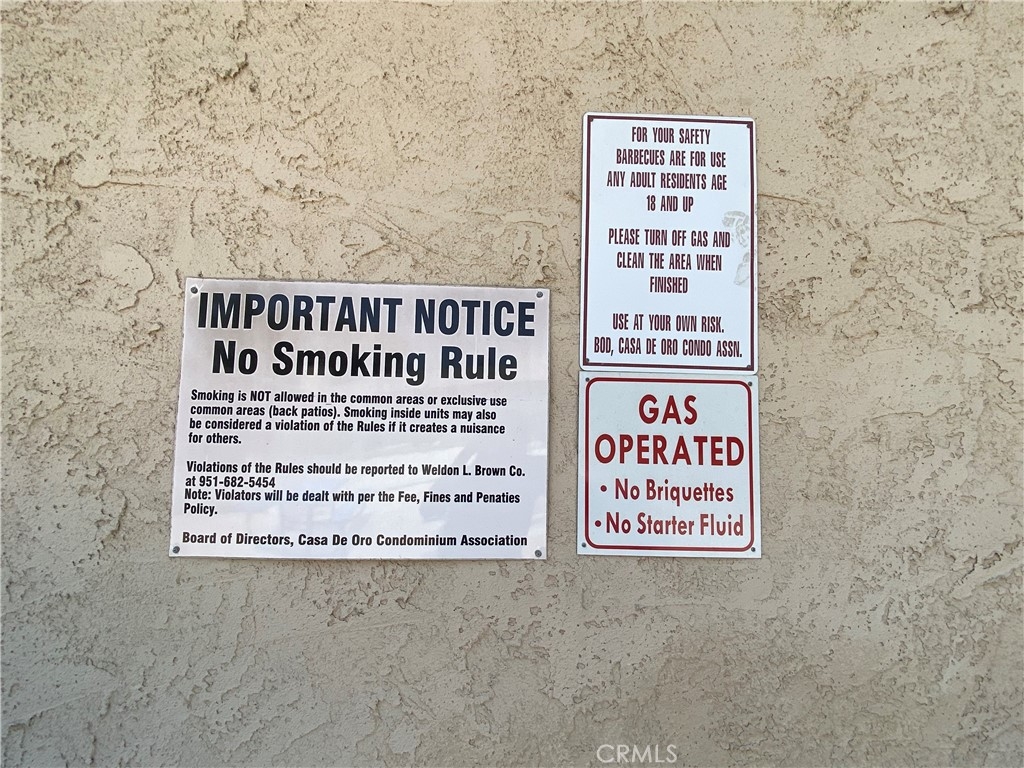 IMPORTANT NOTICE
No Smoking Rule
Smoking is NOT allowed in the common areas or exclusive use
common areas (back patios). Smoking inside units may also
be considered a violation of the Rules if it creates a nuisance
for others.
Violations of the Rules should be reported to Weldon L. Brown Co.
at 951-682-5454
Note: Violators will be dealt with per the Fee, Fines and Penaties
Policy.
Board of Directors, Casa De Oro Condominium Association
FOR YOUR SAFETY
BARBECUES ARE FOR USE
ANY ADULT RESIDENTS AGE
18 AND UP
PLEASE TURN OFF GAS AND
CLEAN THE AREA WHEN
FINISHED
USE AT YOUR OWN RISK.
BOD, CASA DE ORO CONDO ASSN.
GAS
OPERATED
• No Briquettes
• No Starter Fluid
CRMLS